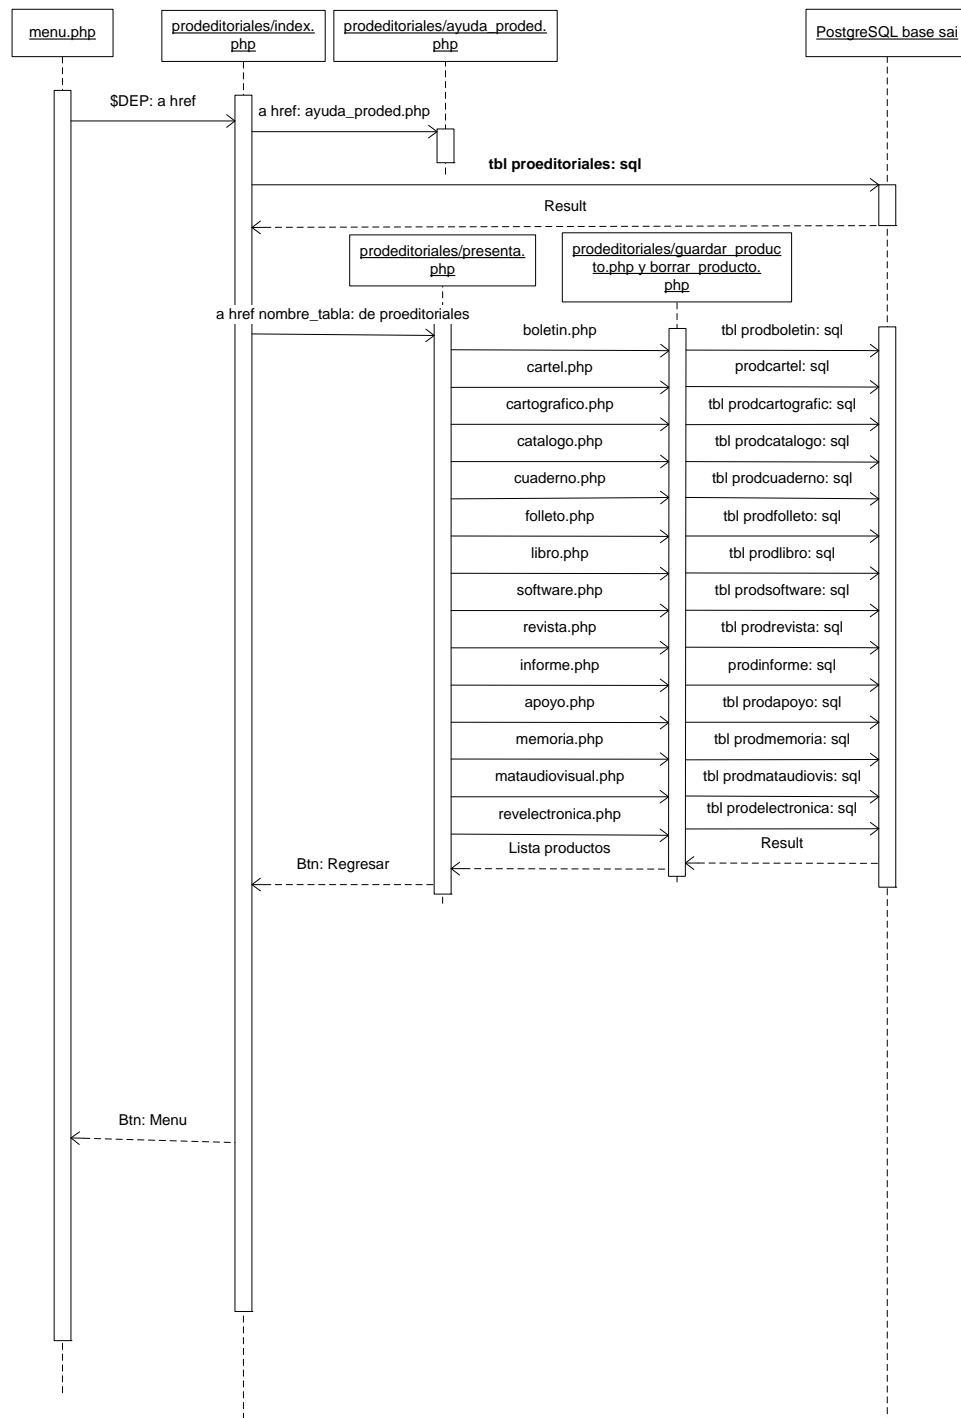 menu.php
prodeditoriales/index.
php
prodeditoriales/ayuda_proded.
php
PostgreSQL base sai
$DEP: a href
a href: ayuda_proded.php
tbl proeditoriales: sql
Result
prodeditoriales/presenta.
php
prodeditoriales/guardar_produc
to.php y borrar_producto.
php
a href nombre_tabla: de proeditoriales
boletin.php
tbl prodboletin: sql
cartel.php
prodcartel: sql
cartografico.php
tbl prodcartografic: sql
catalogo.php
tbl prodcatalogo: sql
cuaderno.php
tbl prodcuaderno: sql
folleto.php
tbl prodfolleto: sql
libro.php
tbl prodlibro: sql
software.php
tbl prodsoftware: sql
revista.php
tbl prodrevista: sql
informe.php
prodinforme: sql
apoyo.php
tbl prodapoyo: sql
memoria.php
tbl prodmemoria: sql
mataudiovisual.php
tbl prodmataudiovis: sql
revelectronica.php
tbl prodelectronica: sql
Lista productos
Result
Btn: Regresar
Btn: Menu